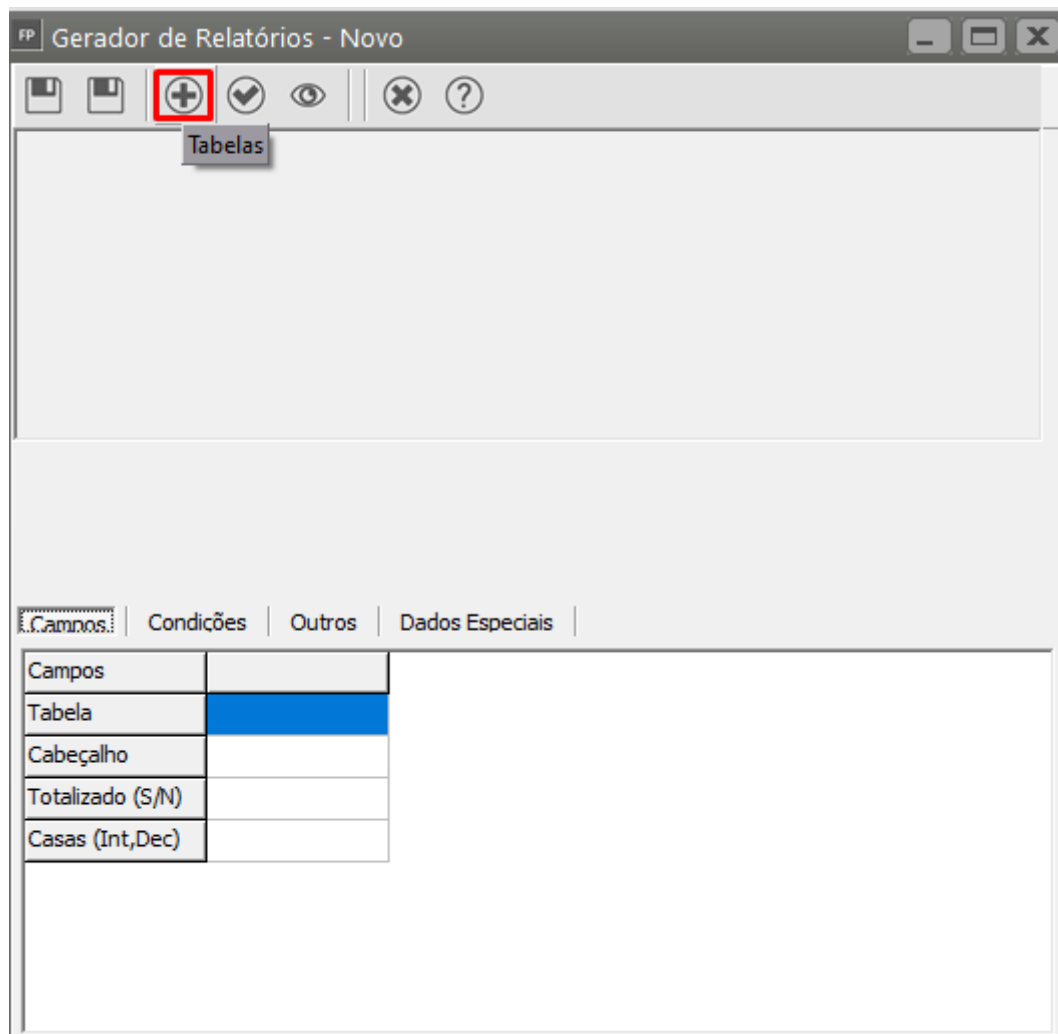 FP Gerador de Relatórios - Novo
Tabelas
Campos Condições Outros Dados Especiais
Campos
Tabela
Cabeçalho
Totalizado (S/N)
Casas (Int,Dec)